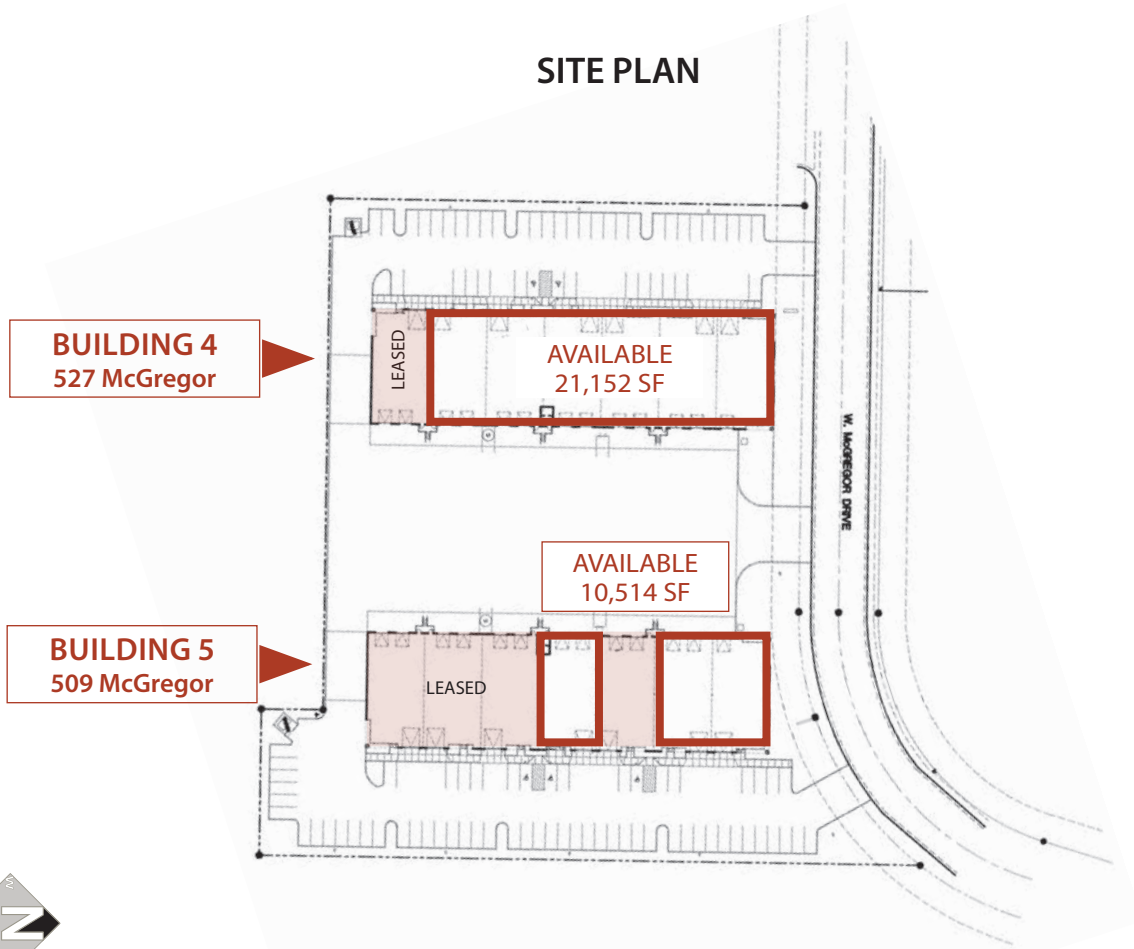 SITE PLAN
BUILDING 4
527 McGregor
LEASED
AVAILABLE
21,152 SF
W. McGREGOR DRIVE
AVAILABLE
10,514 SF
BUILDING 5
509 McGregor
LEASED
W
N